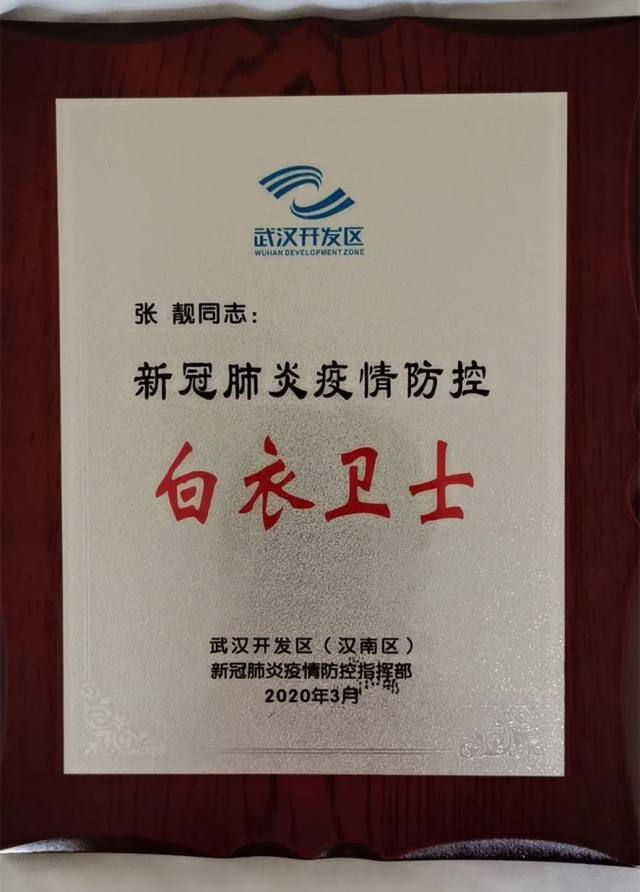 武汉开发区
WUHAN DEVELOPMENT ZONE
张 靓同志：
新冠肺炎疫情防控
白衣卫士
武汉开发区（汉南区）
新冠肺炎疫情防控指挥部
2020年3月